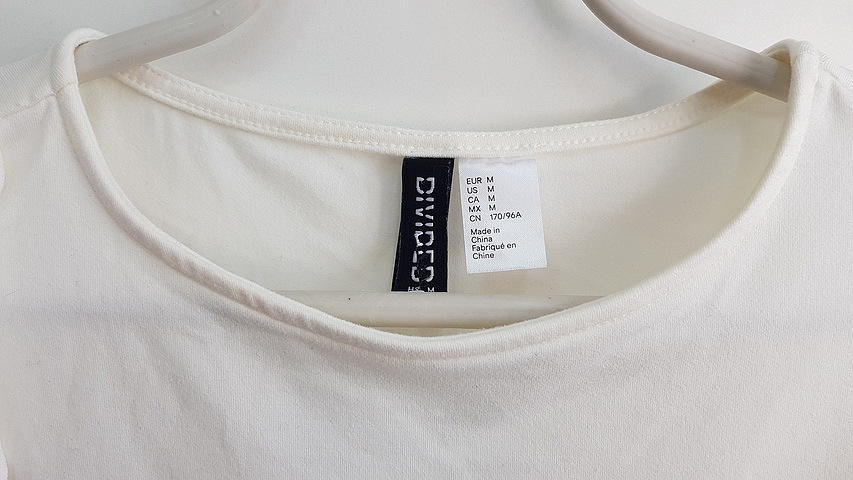 DIVIDED
H&M
EUR M
US M
CA M
MX M
CN 170/96A
Made in
China
Fabriqué en
Chine